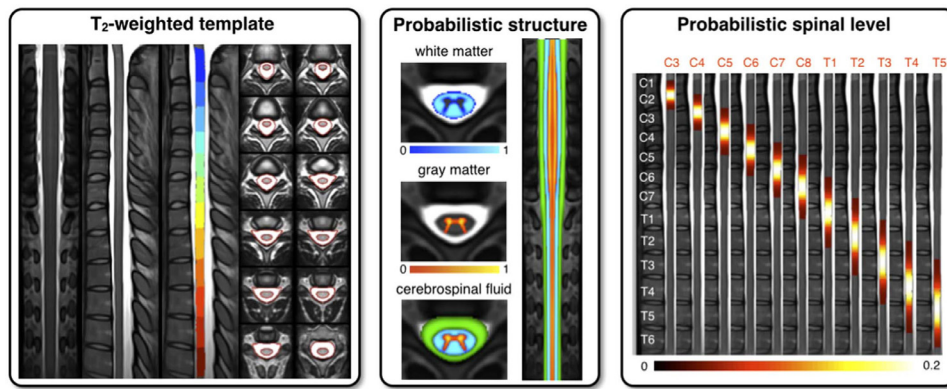 T₂-weighted template
Probabilistic structure
white matter
0 1
gray matter
0 1
cerebrospinal fluid
Probabilistic spinal level
C3 C4 C5 C6 C7 C8 T1 T2 T3 T4 T5
C1
C2
C3
C4
C5
C6
C7
T1
T2
T3
T4
T5
T6
0 0.2